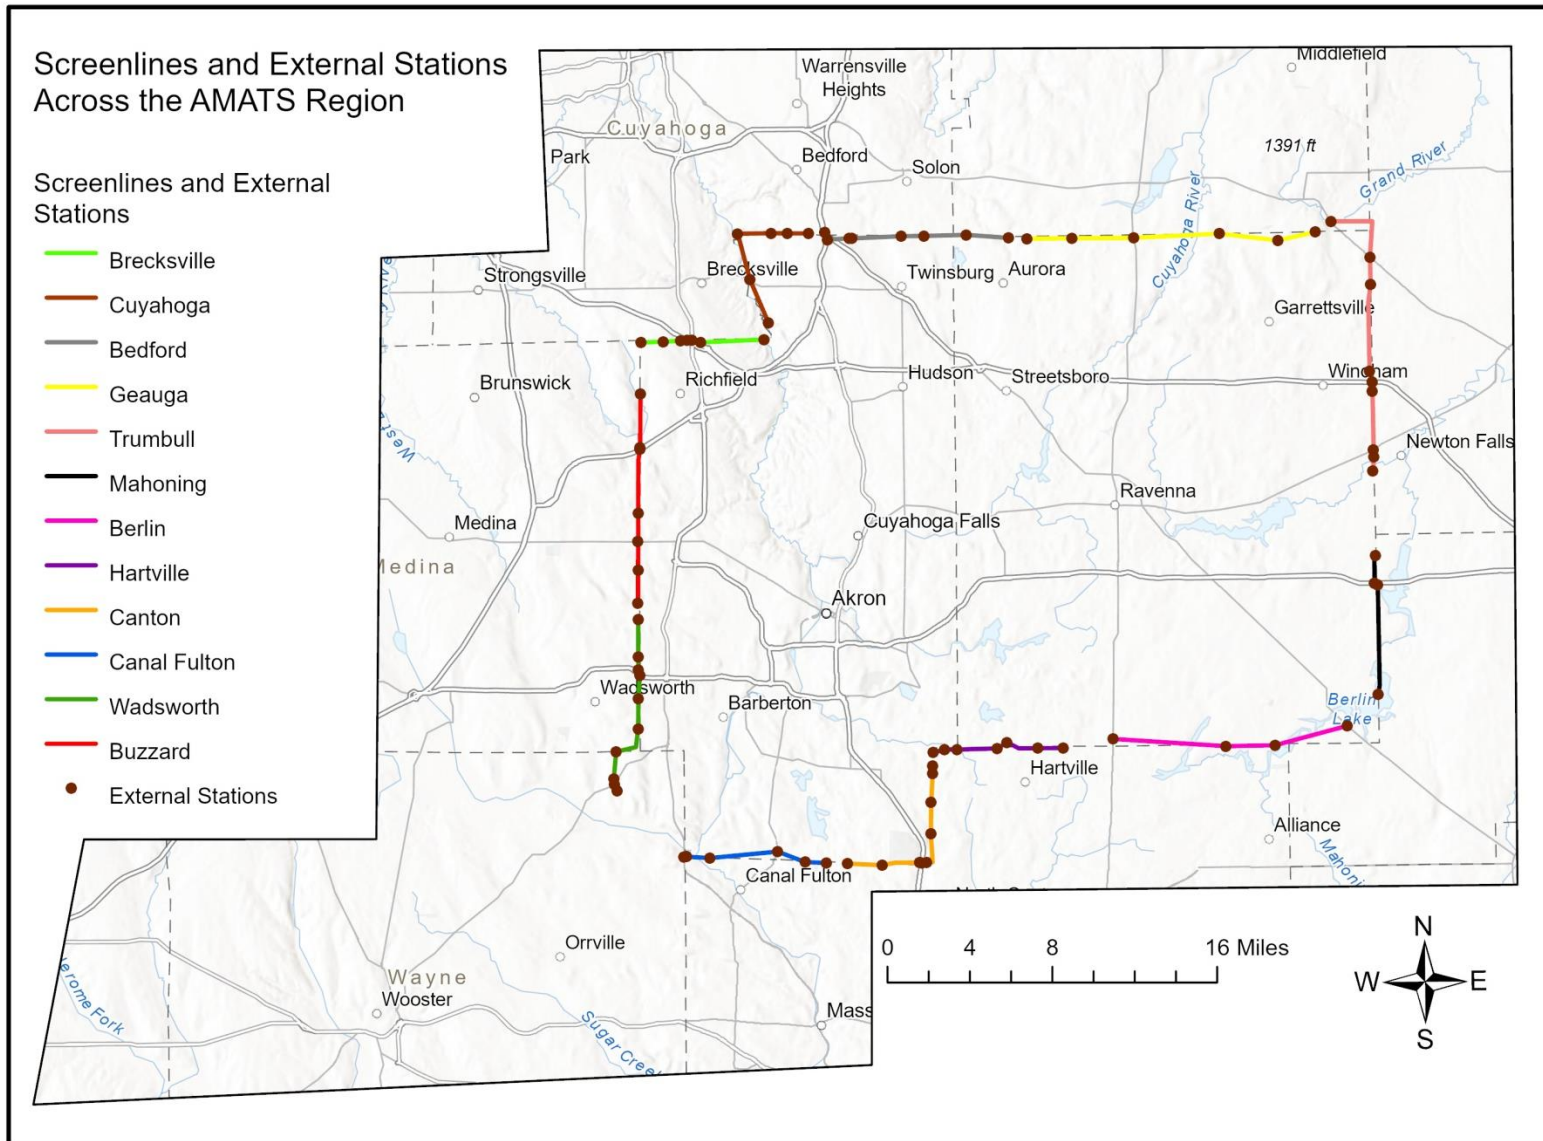 Screenlines and External Stations
Across the AMATS Region
Screenlines and External
Stations
Brecksville
Cuyahoga
Bedford
Geauga
Trumbull
Mahoning
Berlin
Hartville
Canton
Canal Fulton
Wadsworth
Buzzard
External Stations
Middlefield
Warrensville
Heights
Cuyahoga
Park
Bedford
Solon
1391 ft
Grand River
Cuyahoga River
Strongsville
Brecksville
Twinsburg
Aurora
Garrettsville
Brunswick
Richfield
Hudson
Streetsboro
Windham
West
Newton Falls
Ravenna
Medina
Cuyahoga Falls
Medina
Akron
Wadsworth
Barberton
Berlin
Lake
Hartville
Alliance
Mahoni
Canal Fulton
Orrville
Wayne
Wooster
Mass
Sugar Creek
erome Fork
0 4 8 16 Miles
N
W E
S